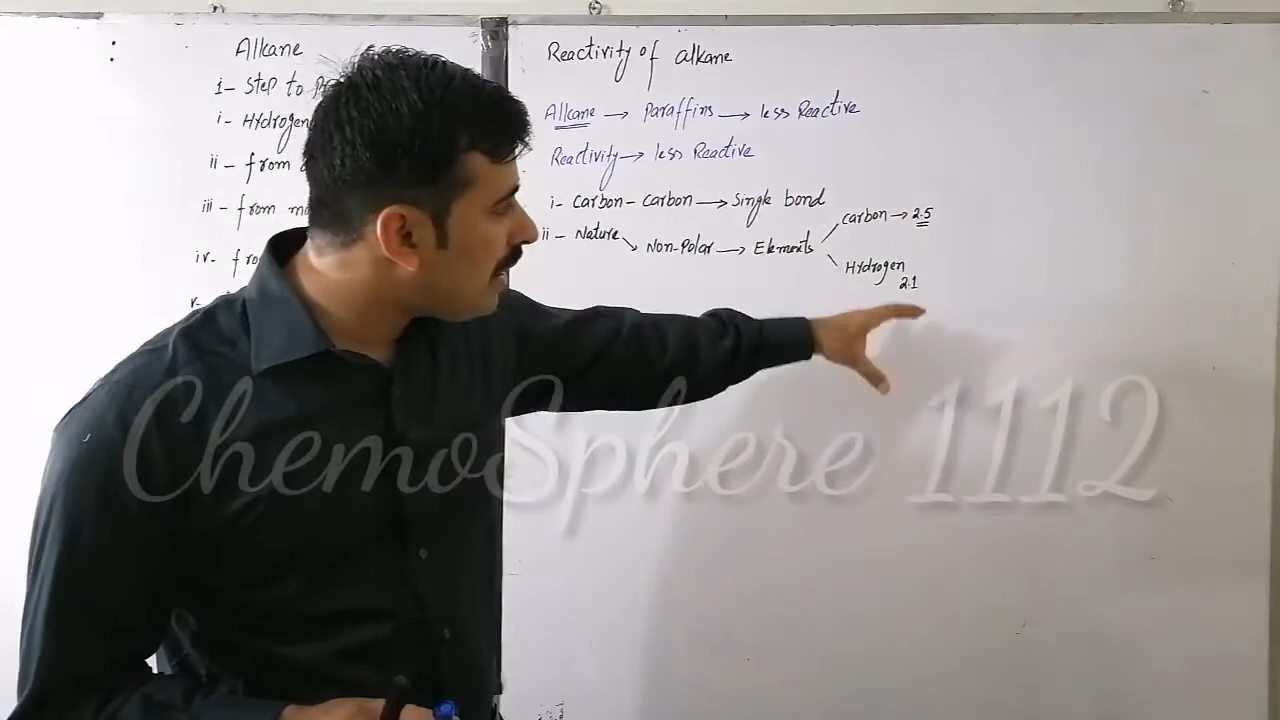 Alkane
1- Step to
i- Hydrogen
ii- from
iii- from
iv-
v-
Reactivity of alkane
Alkane → Paraffins → less Reactive
Reactivity → less Reactive
i- Carbon-Carbon → Single bond
ii- Nature → Non-Polar → Elements
Carbon → 2.5
Hydrogen
2.1
ChemoSphere 1112